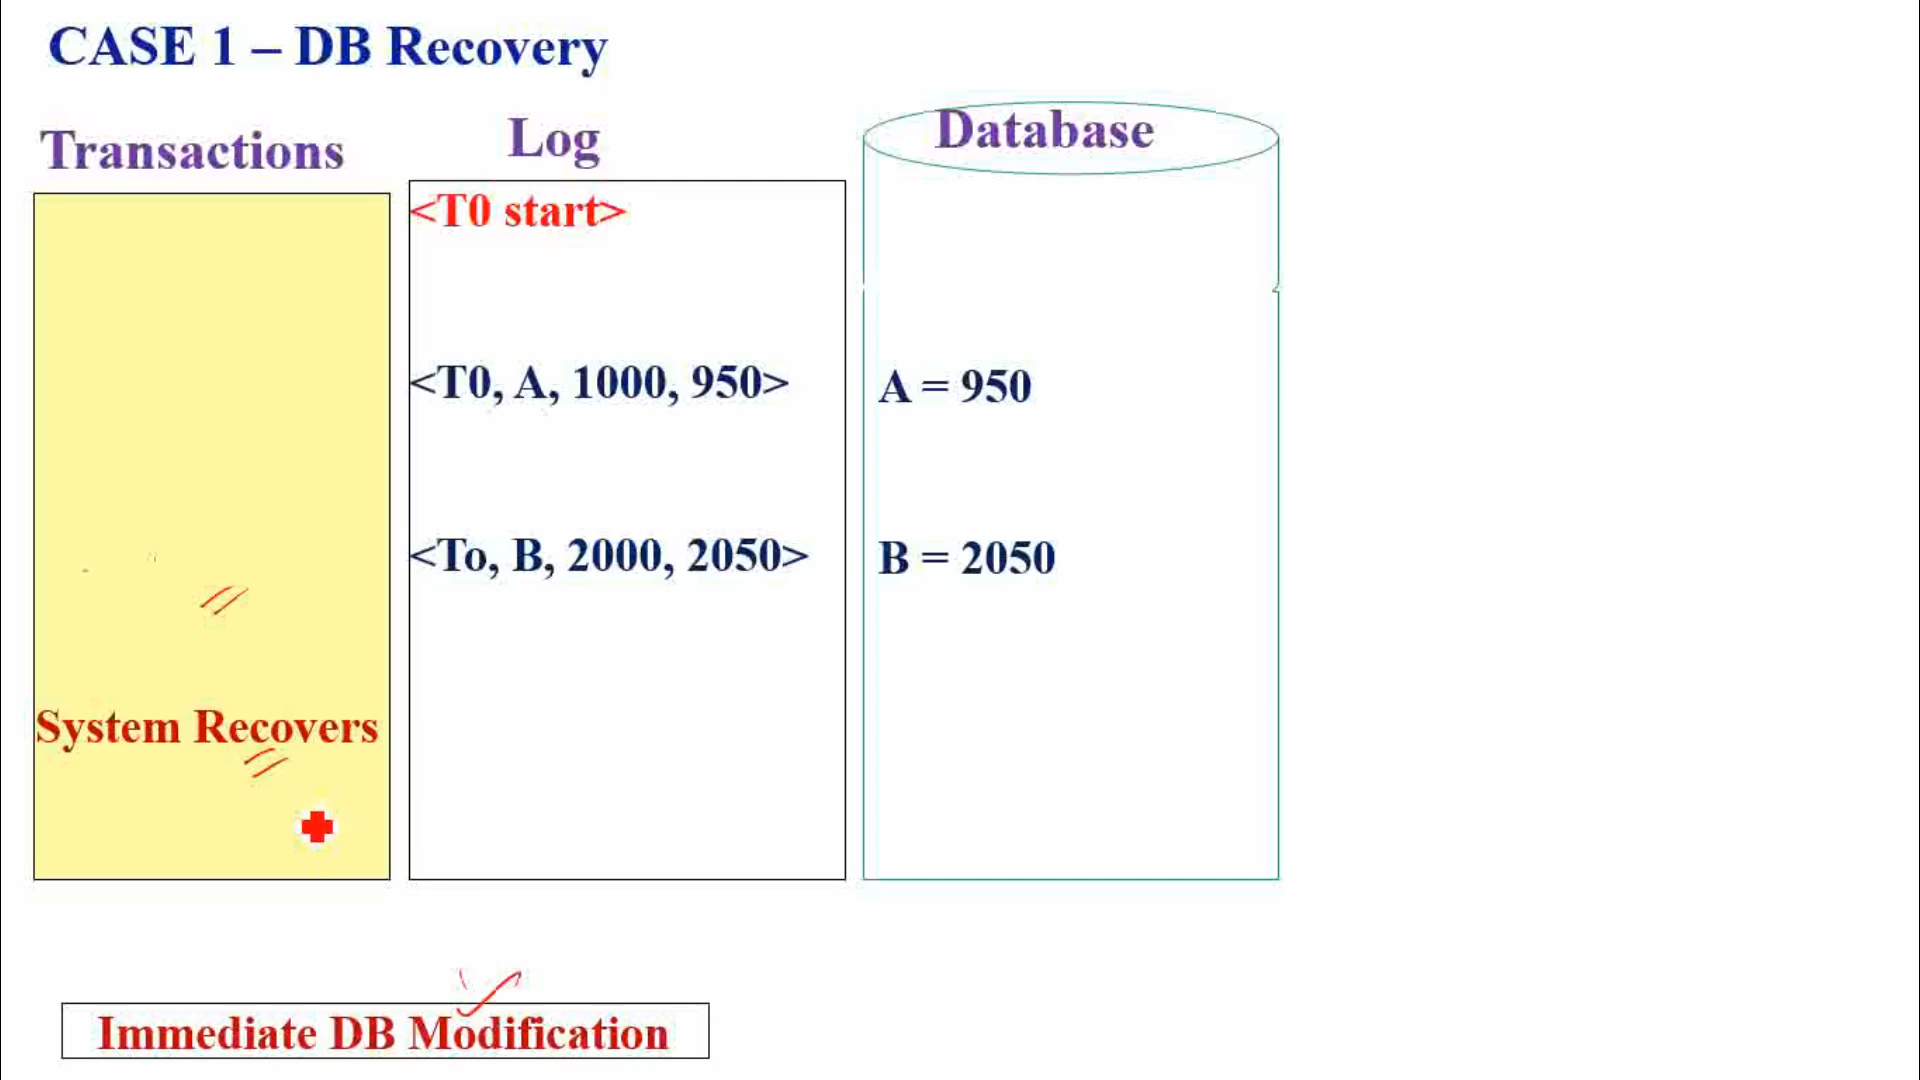 CASE 1 – DB Recovery
Transactions
Log
Database
<T0 start>
<T0, A, 1000, 950>
A = 950
<To, B, 2000, 2050>
B = 2050
System Recovers
Immediate DB Modification